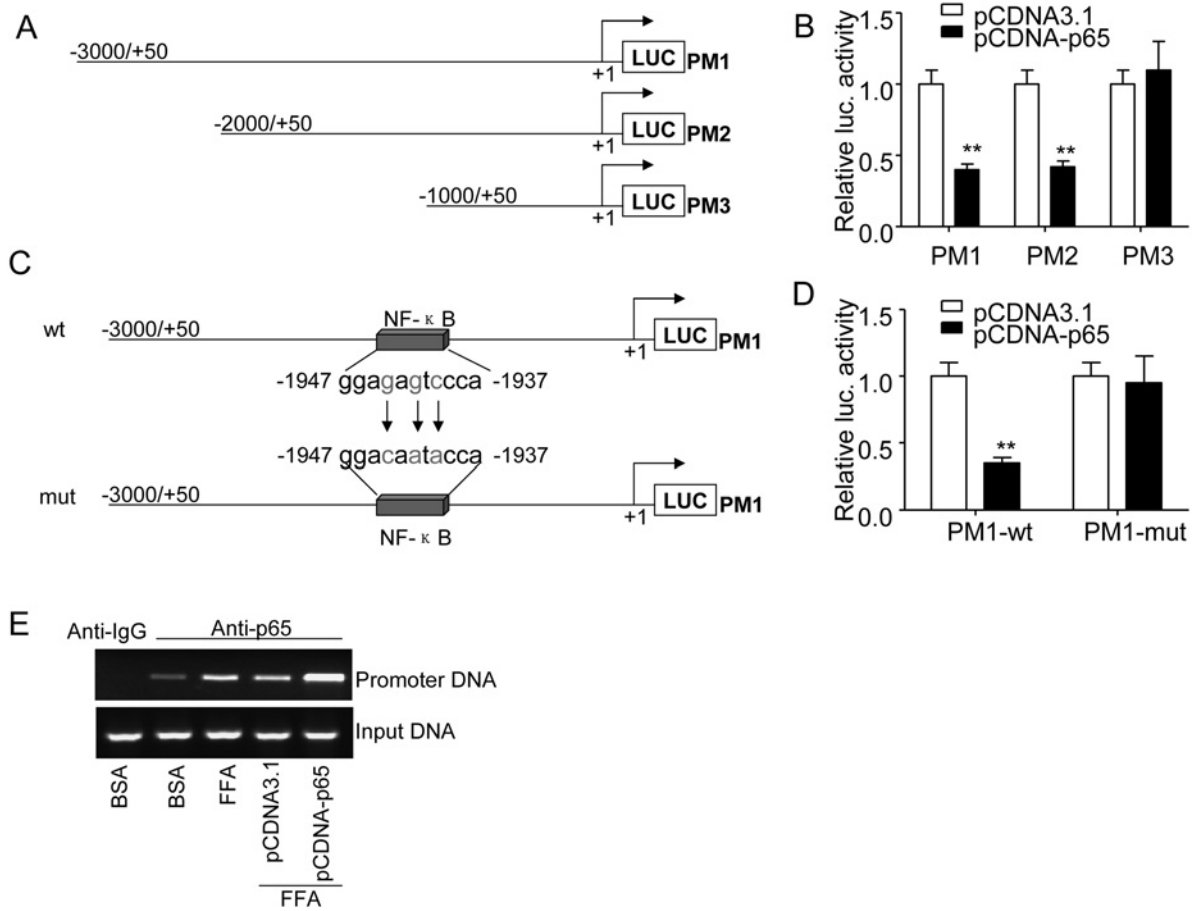 A
-3000/+50
+1
LUC PM1
-2000/+50
+1
LUC PM2
-1000/+50
+1
LUC PM3
B
pCDNA3.1
pCDNA-p65
Relative luc. activity
1.5
1.0
0.5
0.0
**
**
PM1 PM2 PM3
C
wt
-3000/+50
NF-κB
+1
LUC PM1
-1947 ggagagtccca -1937
-1947 ggacaatacca -1937
mut
-3000/+50
NF-κB
+1
LUC PM1
D
pCDNA3.1
pCDNA-p65
Relative luc. activity
1.5
1.0
0.5
0.0
**
PM1-wt PM1-mut
E
Anti-IgG Anti-p65
Promoter DNA
Input DNA
BSA
BSA
FFA
pCDNA3.1
pCDNA-p65
FFA